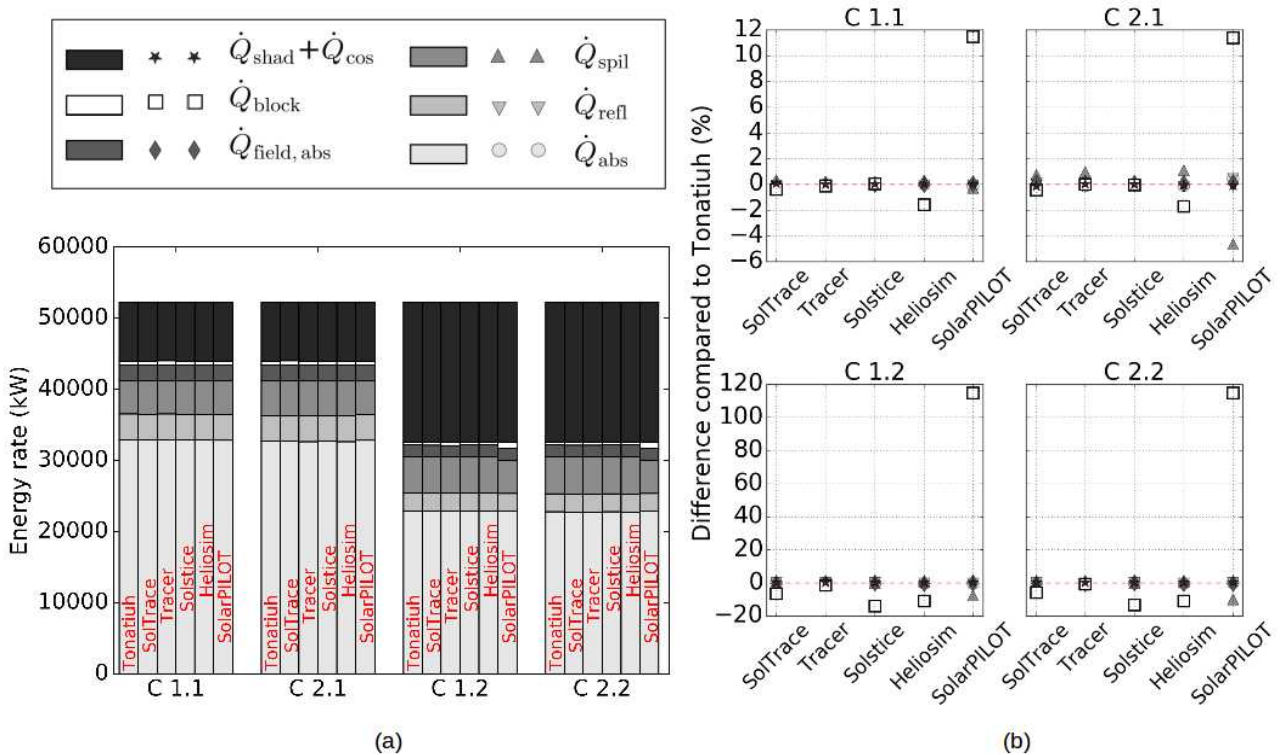 Q̇shad+Q̇cos
Q̇block
Q̇field, abs
Q̇spil
Q̇refl
Q̇abs
Energy rate (kW)
60000
50000
40000
30000
20000
10000
0
Tonatiuh
SolTrace
Tracer
Solstice
Heliosim
SolarPILOT
Tonatiuh
SolTrace
Tracer
Solstice
Heliosim
SolarPILOT
Tonatiuh
SolTrace
Tracer
Solstice
Heliosim
SolarPILOT
Tonatiuh
SolTrace
Tracer
Solstice
Heliosim
SolarPILOT
C 1.1
C 2.1
C 1.2
C 2.2
(a)
Difference compared to Tonatiuh (%)
C 1.1
12
10
8
6
4
2
0
−2
−4
−6
SolTrace
Tracer
Solstice
Heliosim
SolarPILOT
C 2.1
SolTrace
Tracer
Solstice
Heliosim
SolarPILOT
C 1.2
120
100
80
60
40
20
0
−20
SolTrace
Tracer
Solstice
Heliosim
SolarPILOT
C 2.2
SolTrace
Tracer
Solstice
Heliosim
SolarPILOT
(b)